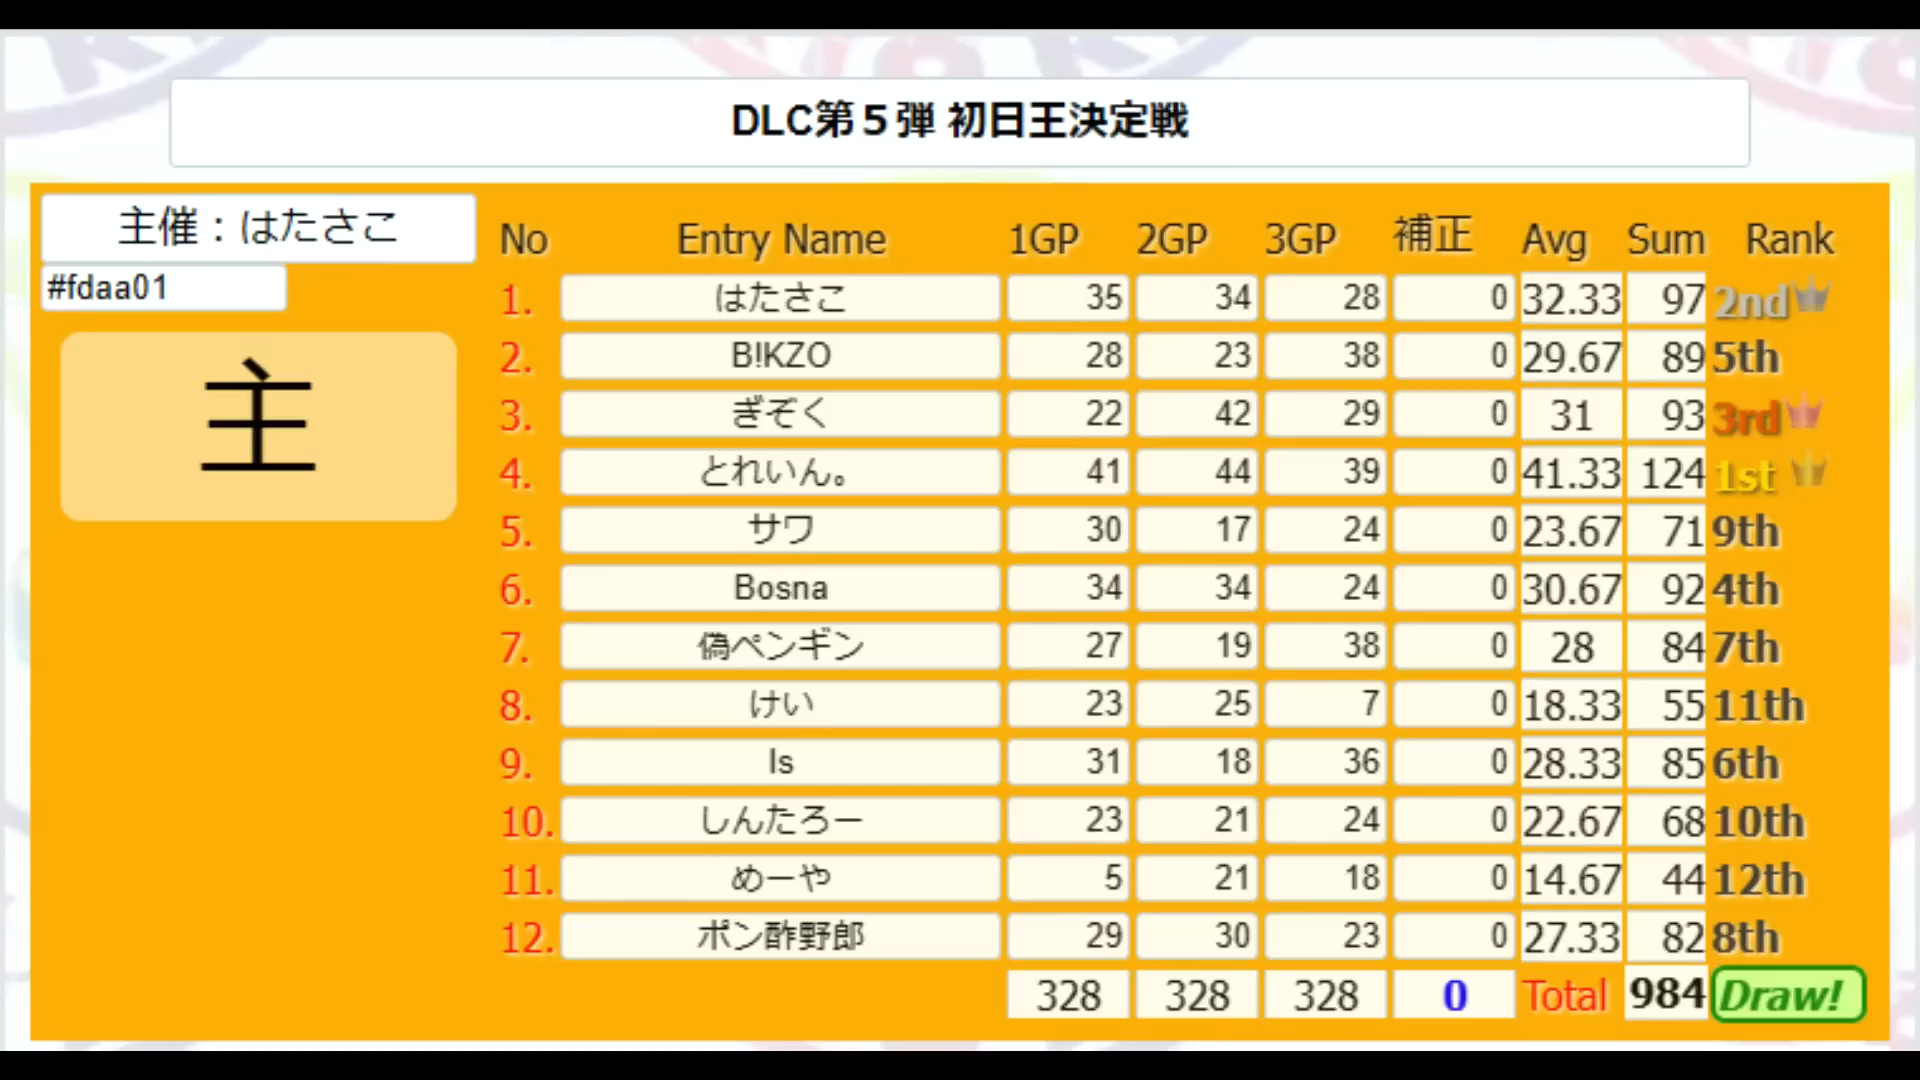 DLC第５弾 初日王決定戦
主催：はたさこ
#fdaa01
主
No Entry Name 1GP 2GP 3GP 補正 Avg Sum Rank
1. はたさこ 35 34 28 0 32.33 97 2nd
2. B!KZO 28 23 38 0 29.67 89 5th
3. ぎぞく 22 42 29 0 31 93 3rd
4. とれいん。 41 44 39 0 41.33 124 1st
5. サワ 30 17 24 0 23.67 71 9th
6. Bosna 34 34 24 0 30.67 92 4th
7. 偽ペンギン 27 19 38 0 28 84 7th
8. けい 23 25 7 0 18.33 55 11th
9. Is 31 18 36 0 28.33 85 6th
10. しんたろー 23 21 24 0 22.67 68 10th
11. めーや 5 21 18 0 14.67 44 12th
12. ポン酢野郎 29 30 23 0 27.33 82 8th
328 328 328 0 Total 984 Draw!